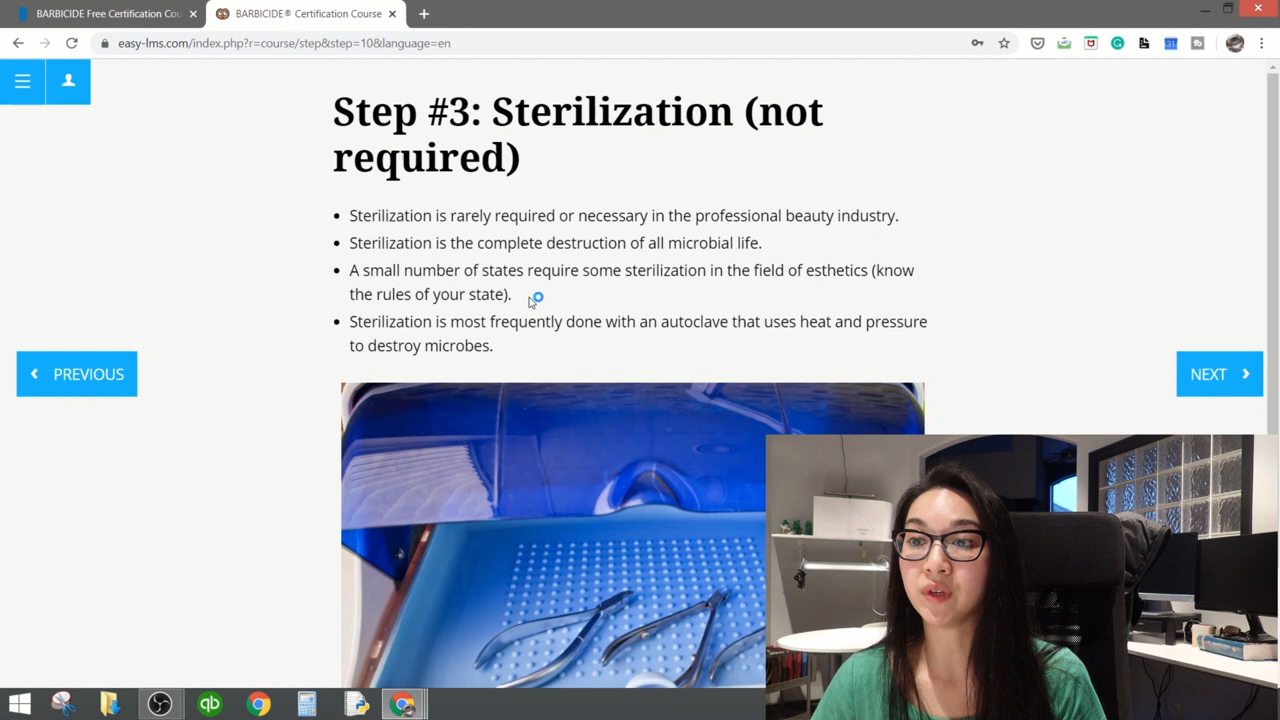 BARBICIDE Free Certification Cou
BARBICIDE® Certification Course
easy-lms.com/index.php?r=course/step&step=10&language=en
Step #3: Sterilization (not
required)
Sterilization is rarely required or necessary in the professional beauty industry.
Sterilization is the complete destruction of all microbial life.
A small number of states require some sterilization in the field of esthetics (know
the rules of your state).
Sterilization is most frequently done with an autoclave that uses heat and pressure
to destroy microbes.
PREVIOUS
NEXT
31
qb